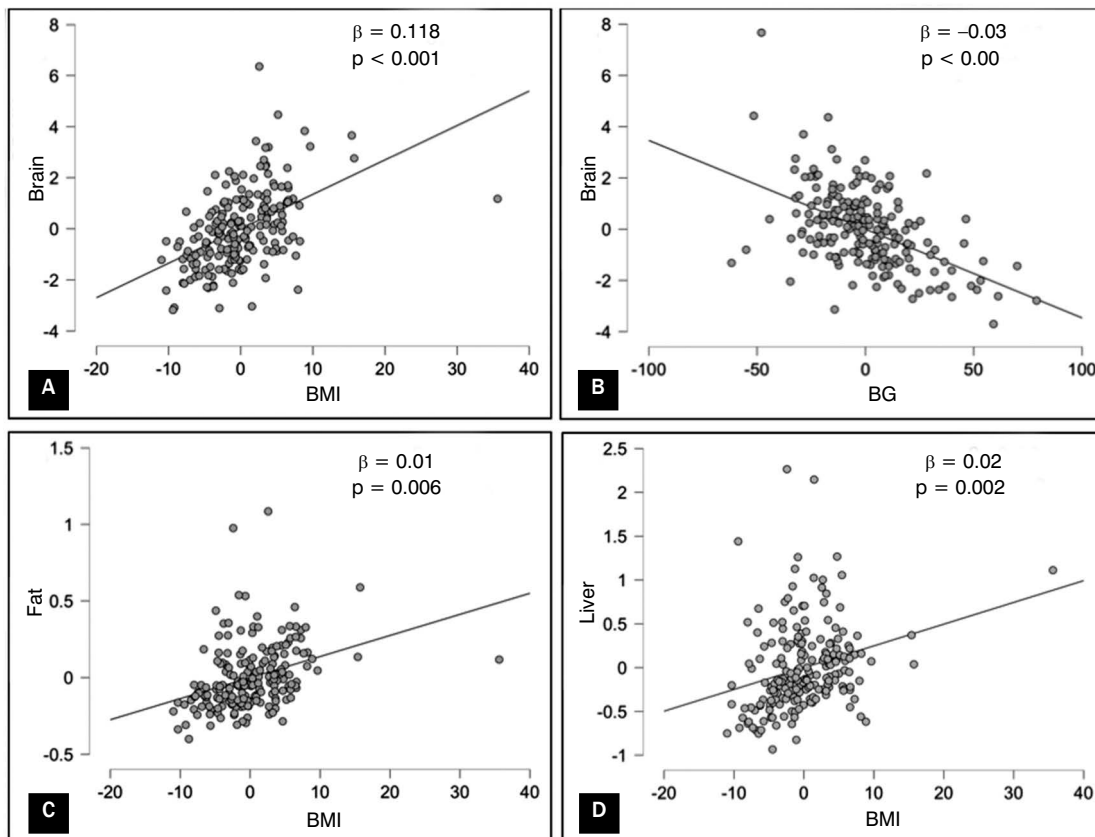 β = 0.118
p < 0.001
8
6
4
2
0
-2
-4
Brain
-20 -10 0 10 20 30 40
BMI
A
β = –0.03
p < 0.00
8
6
4
2
0
-2
-4
Brain
-100 -50 0 50 100
BG
B
β = 0.01
p = 0.006
1.5
1
0.5
0
-0.5
Fat
-20 -10 0 10 20 30 40
BMI
C
β = 0.02
p = 0.002
2.5
2
1.5
1
0.5
0
-0.5
-1
Liver
-20 -10 0 10 20 30 40
BMI
D